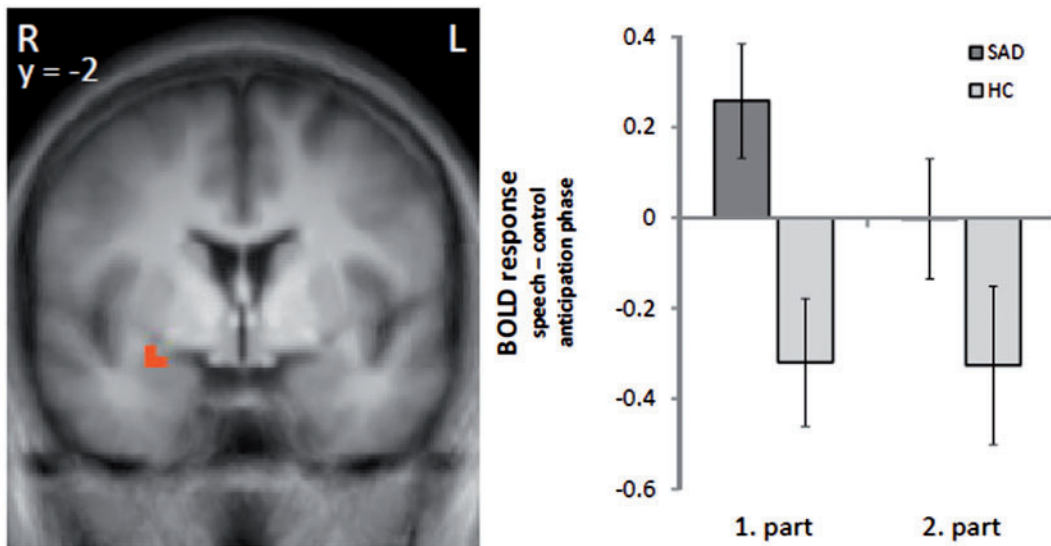 R
L
y = -2
BOLD response
speech – control
anticipation phase
0.4
0.2
0
-0.2
-0.4
-0.6
SAD
HC
1. part
2. part